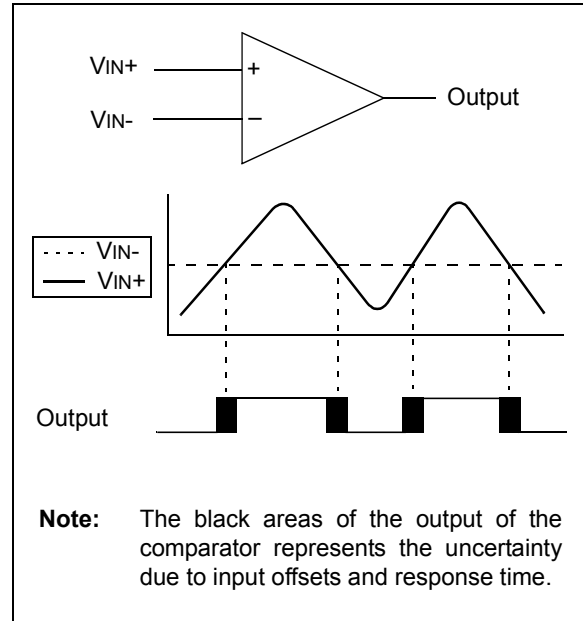 VIN+
+
Output
VIN-
–
VIN-
VIN+
Output
Note: The black areas of the output of the
comparator represents the uncertainty
due to input offsets and response time.